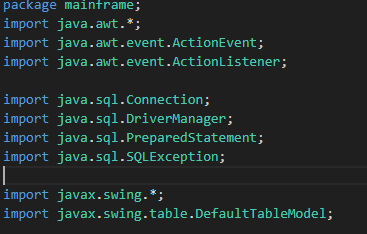 package mainframe;
import java.awt.*;
import java.awt.event.ActionEvent;
import java.awt.event.ActionListener;
import java.sql.Connection;
import java.sql.DriverManager;
import java.sql.PreparedStatement;
import java.sql.SQLException;
import javax.swing.*;
import javax.swing.table.DefaultTableModel;